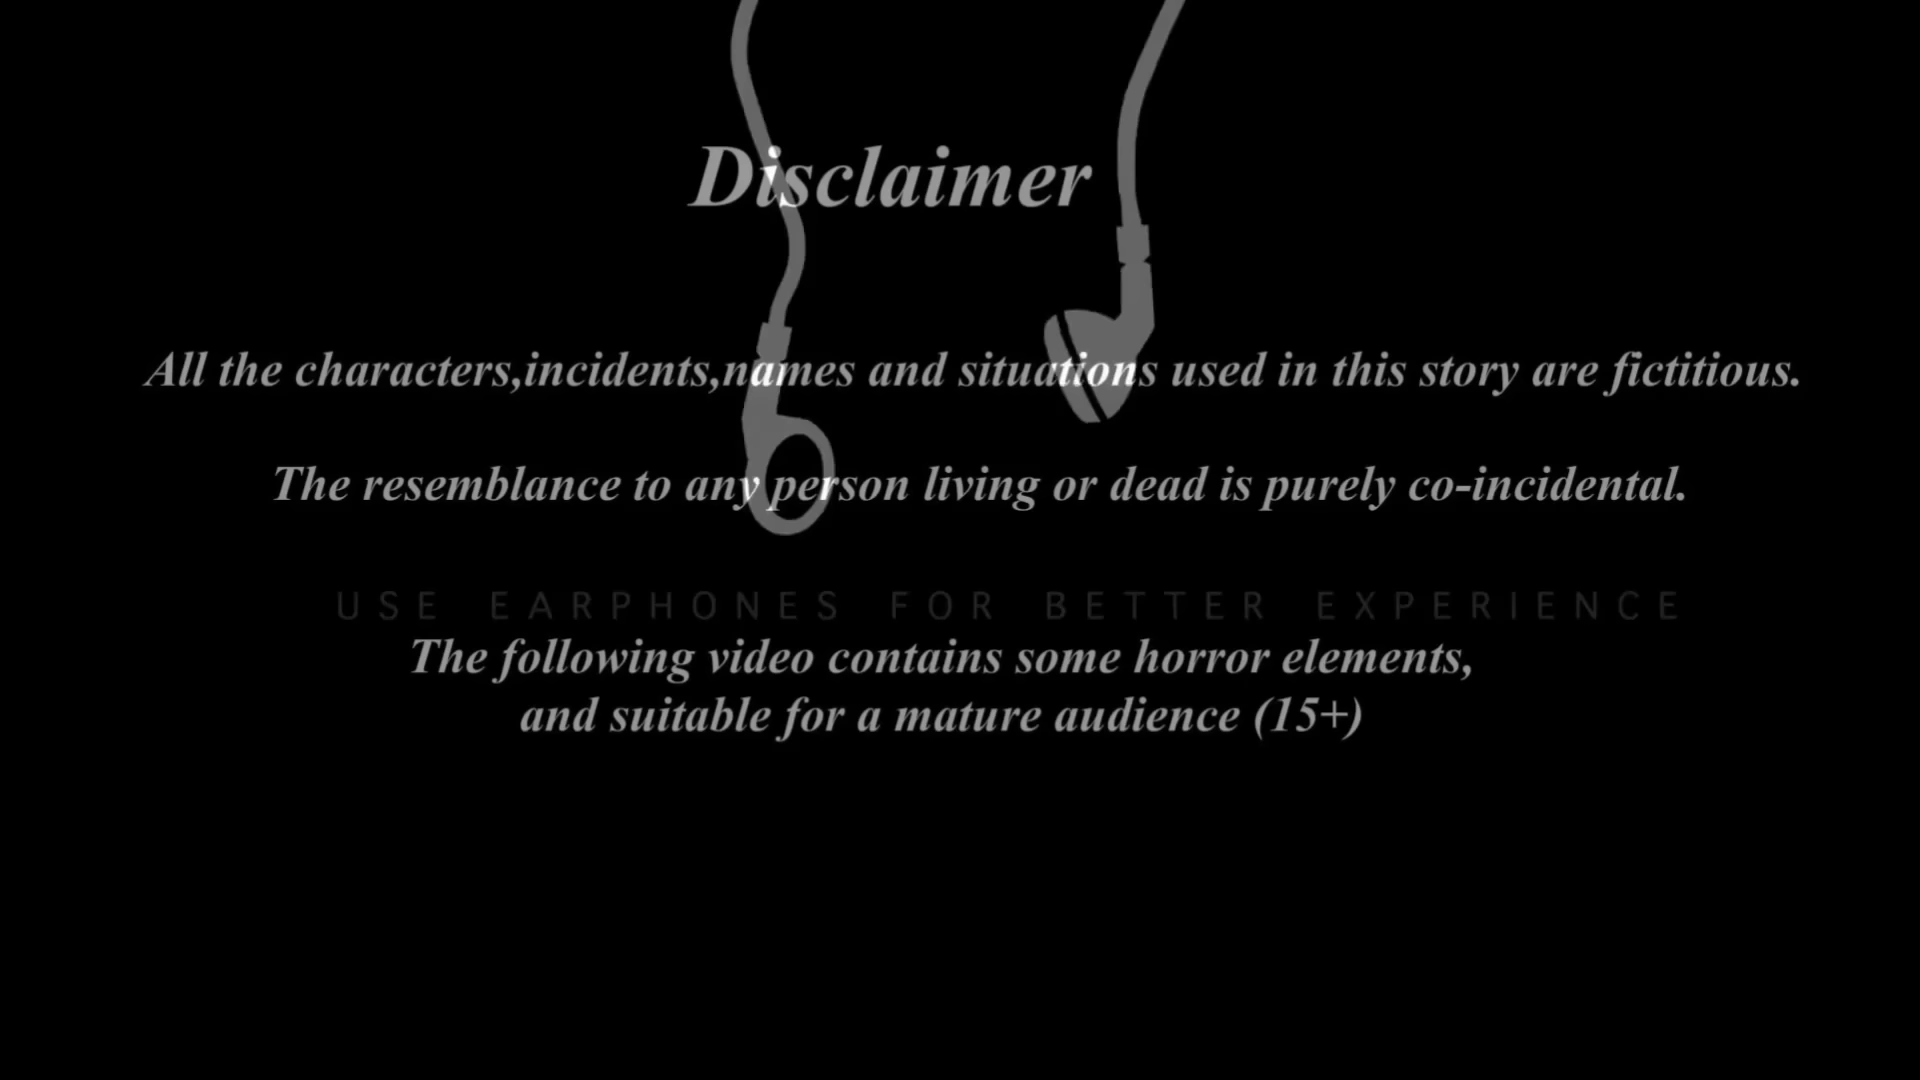 Disclaimer
All the characters,incidents,names and situations used in this story are fictitious.
The resemblance to any person living or dead is purely co-incidental.
USE EARPHONES FOR BETTER EXPERIENCE
The following video contains some horror elements,
and suitable for a mature audience (15+)